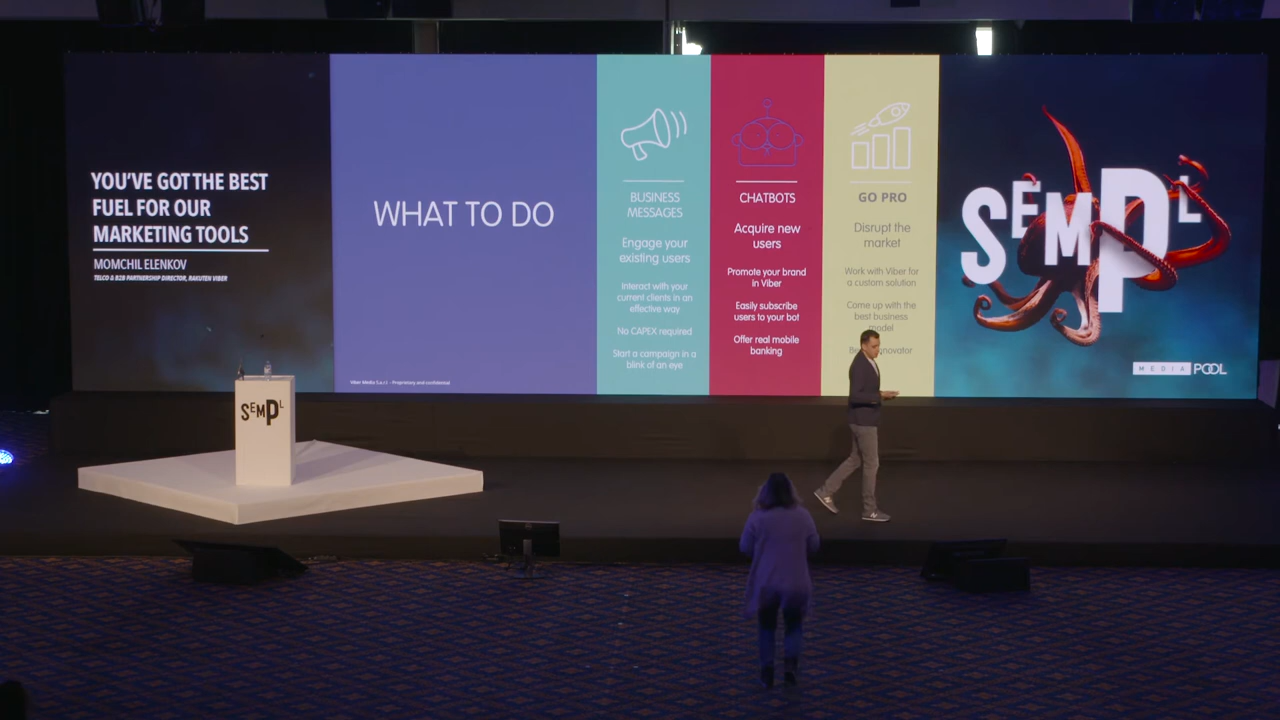 YOU'VE GOT THE BEST
FUEL FOR OUR
MARKETING TOOLS
MOMCHIL ELENKOV
TELCO & B2B PARTNERSHIP DIRECTOR, RAKUTEN VIBER
WHAT TO DO
Viber Media S.a.r.l - Proprietary and confidential
BUSINESS
MESSAGES
Engage your
existing users
Interact with your
current clients in an
effective way
No CAPEX required
Start a campaign in a
blink of an eye
CHATBOTS
Acquire new
users
Promote your brand
in Viber
Easily subscribe
users to your bot
Offer real mobile
banking
GO PRO
Disrupt the
market
Work with Viber for
a custom solution
Come up with the
best business
model
SEMPL
MEDIA POOL
SEMPL